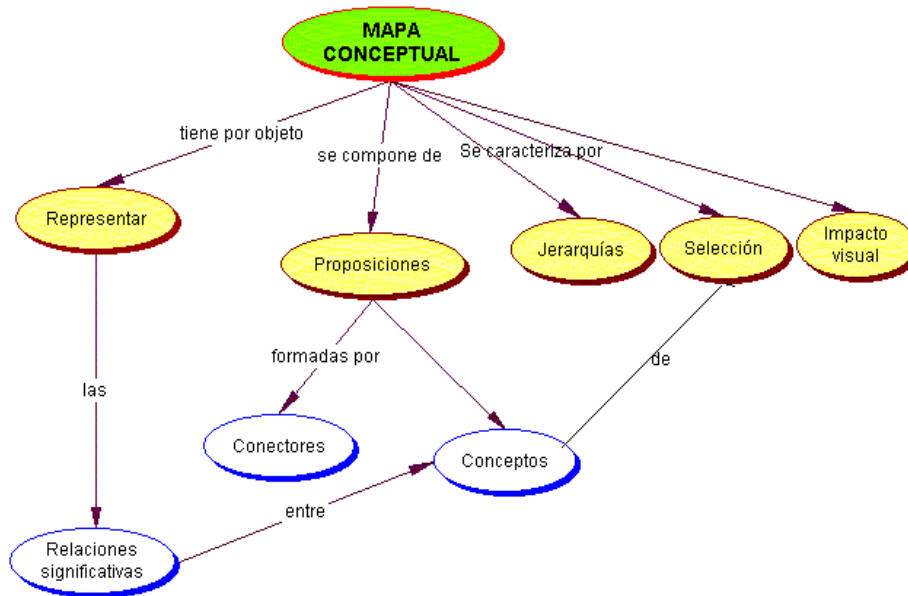 MAPA
CONCEPTUAL
tiene por objeto
se compone de
Se caracteriza por
Representar
Proposiciones
Jerarquías
Selección
Impacto
visual
formadas por
de
las
Conectores
Conceptos
entre
Relaciones
significativas